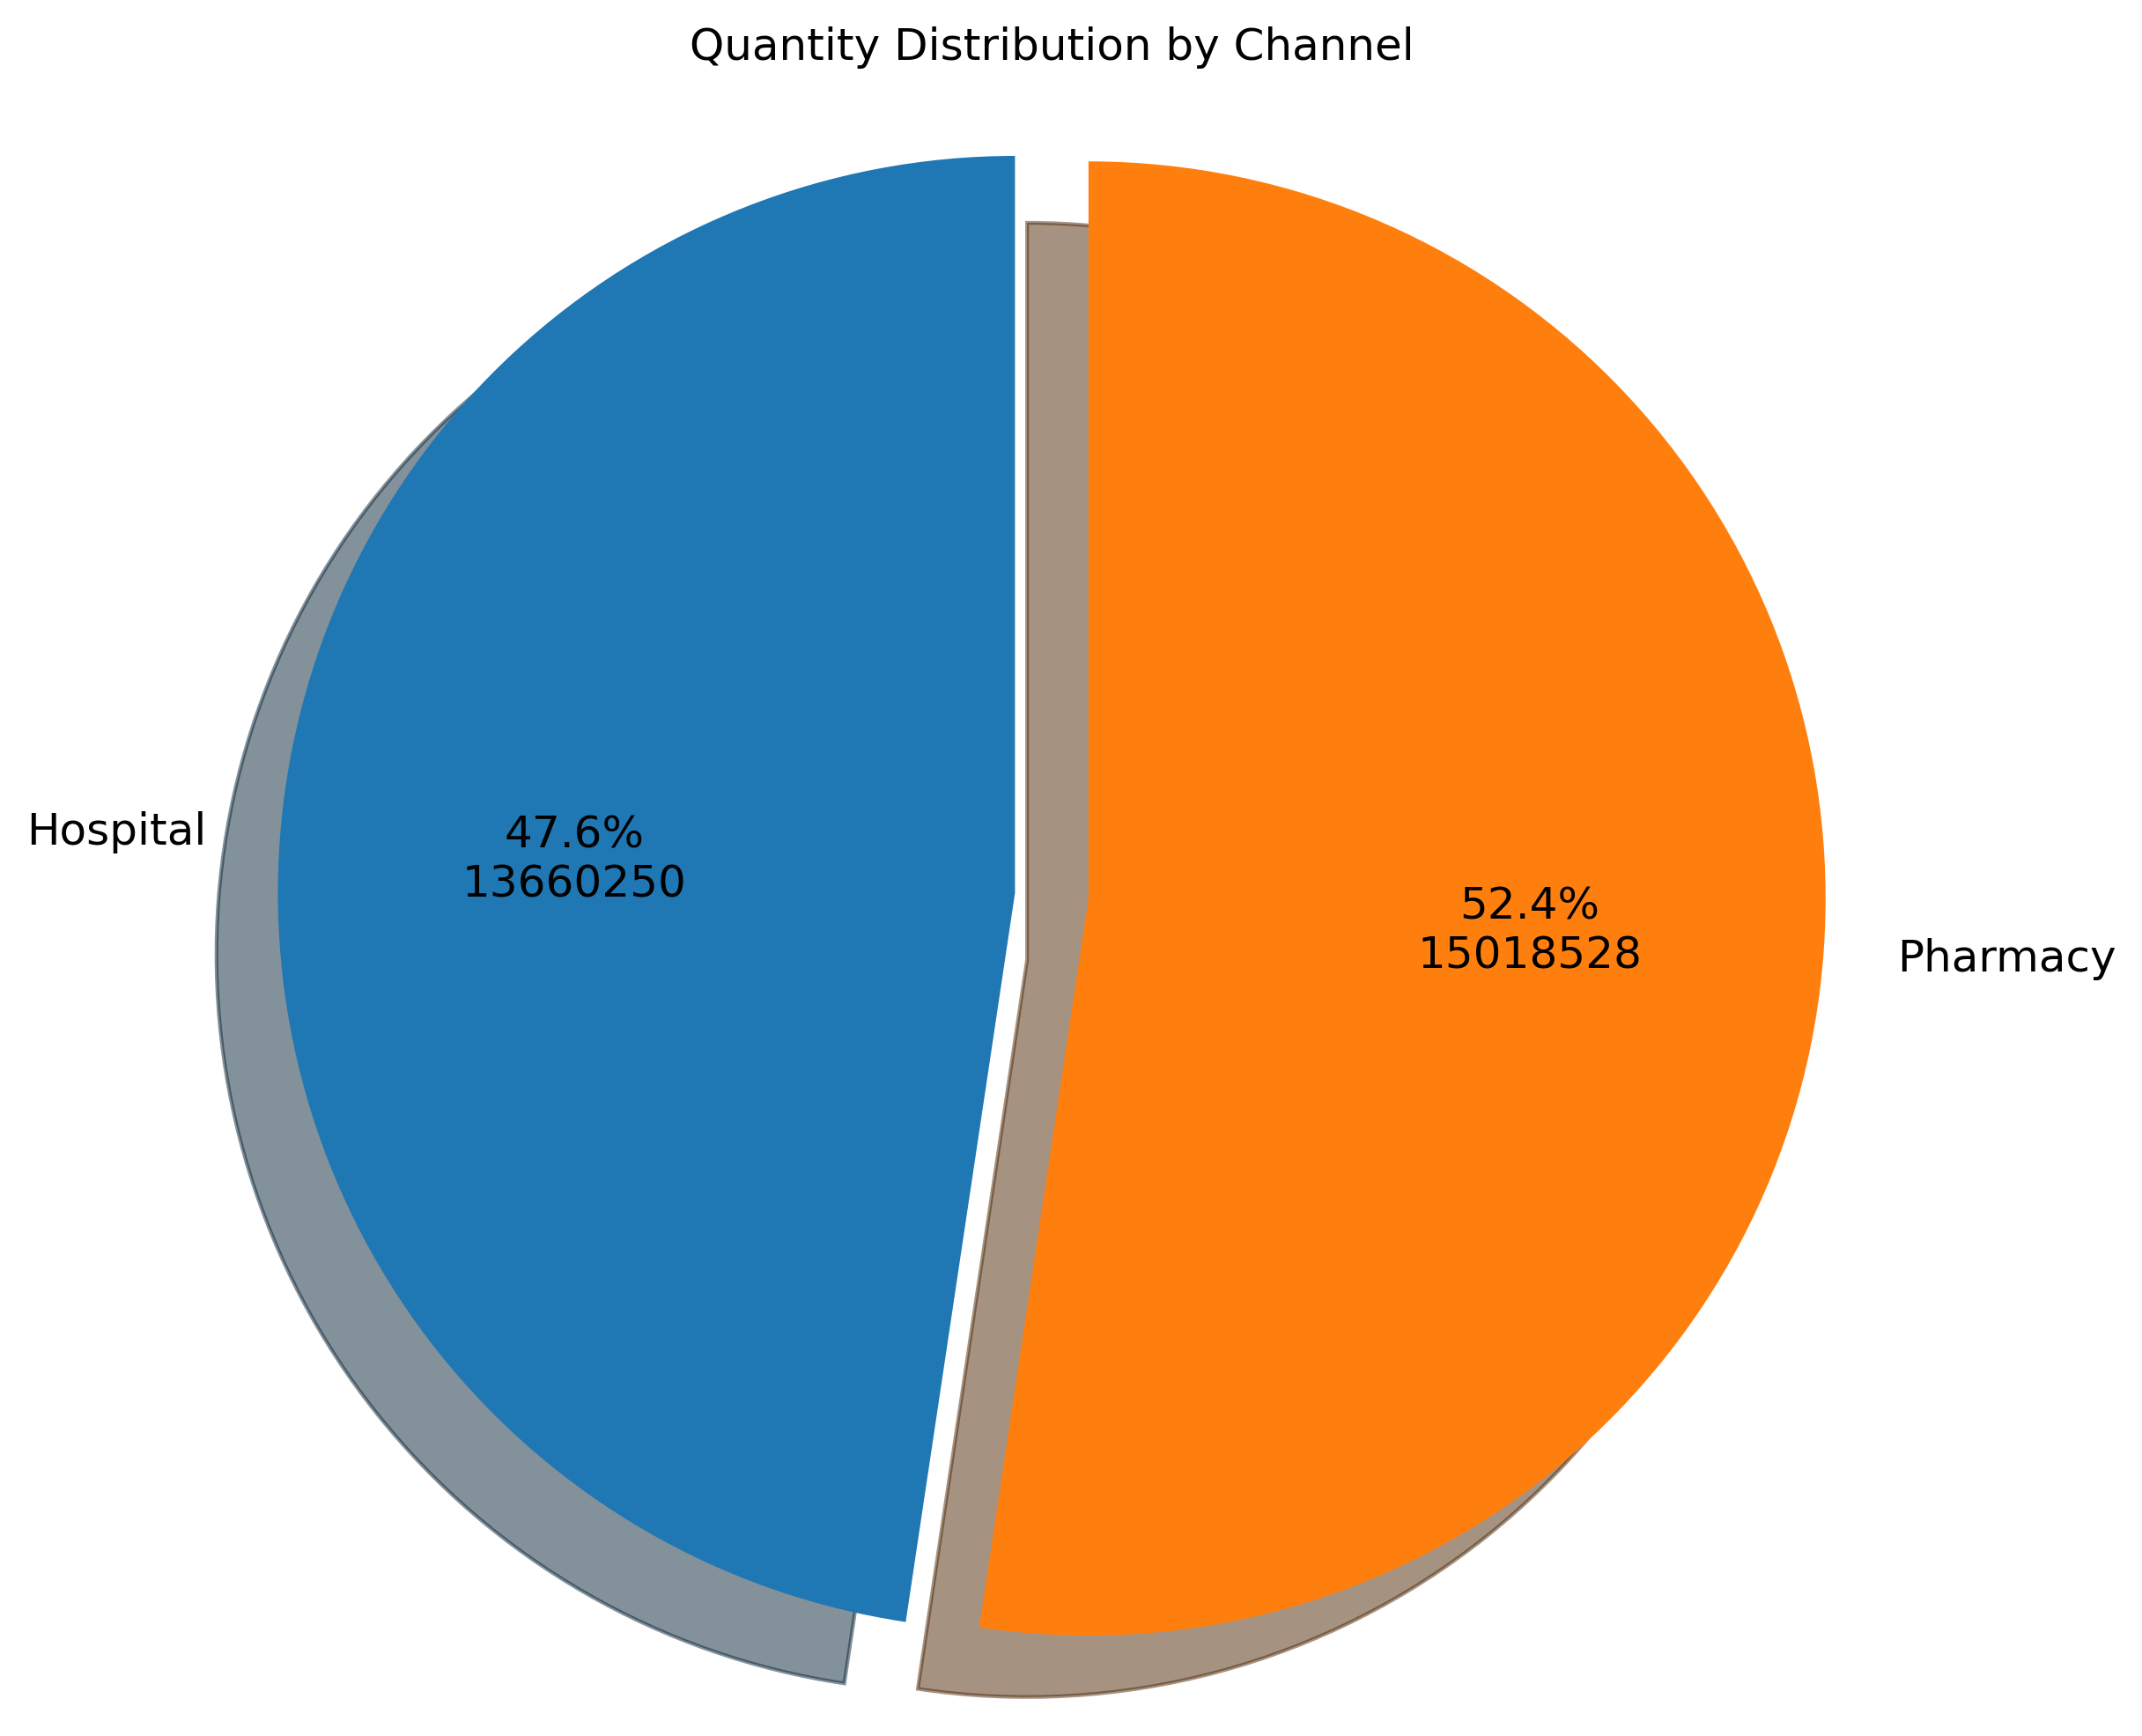 Quantity Distribution by Channel
Hospital
47.6%
13660250
52.4%
15018528
Pharmacy